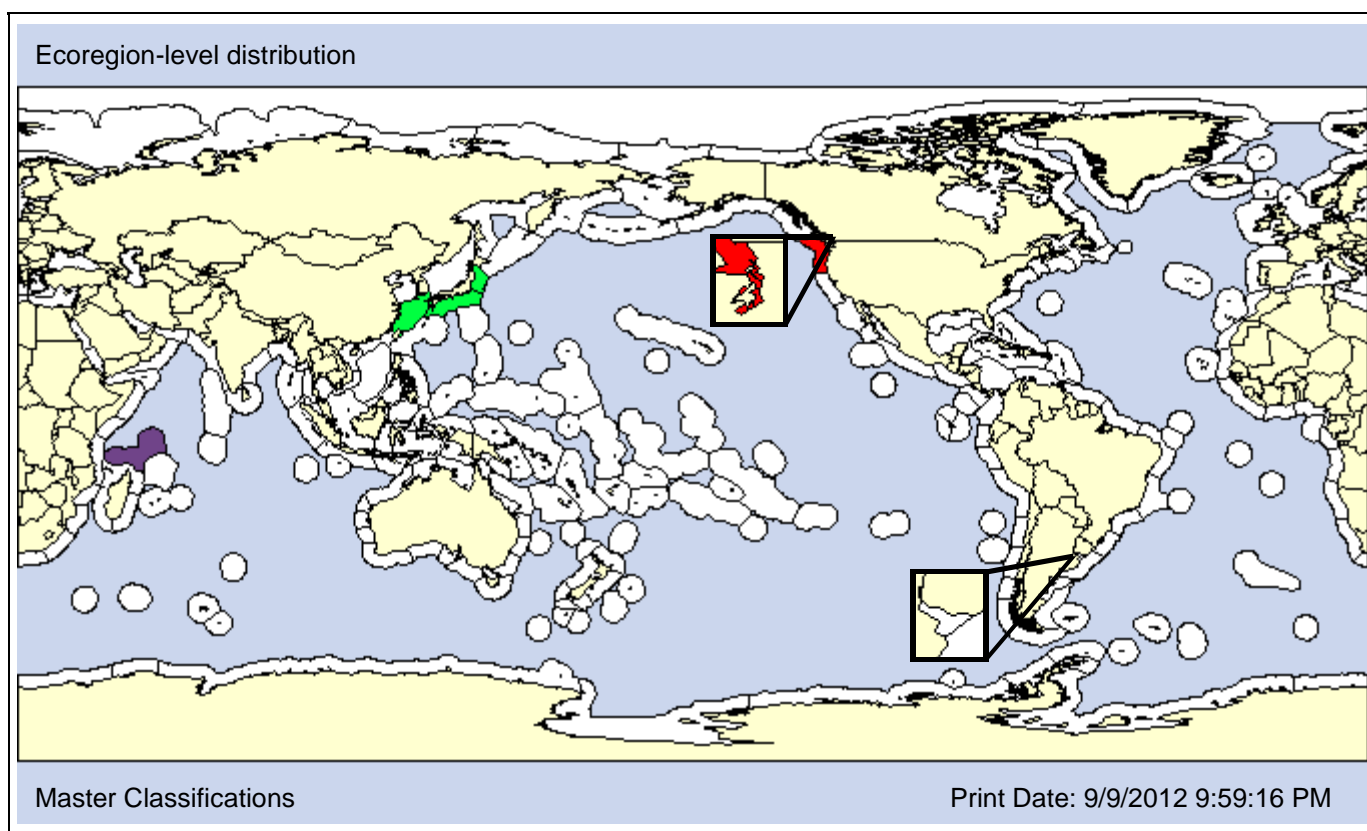 Ecoregion-level distribution
Master Classifications
Print Date: 9/9/2012 9:59:16 PM